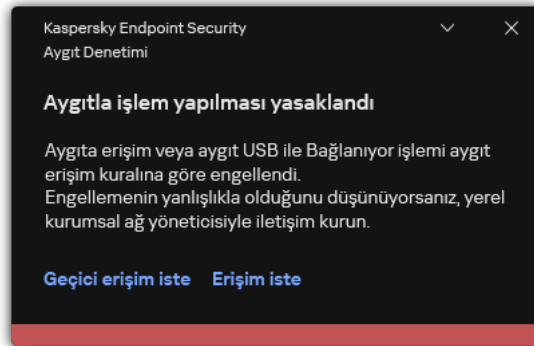 Kaspersky Endpoint Security
Aygıt Denetimi
Aygıtla işlem yapılması yasaklandı
Aygıta erişim veya aygıt USB ile Bağlanıyor işlemi aygıt
erişim kuralına göre engellendi.
Engellemenin yanlışlıkla olduğunu düşünüyorsanız, yerel
kurumsal ağ yöneticisiyle iletişim kurun.
Geçici erişim iste Erişim iste